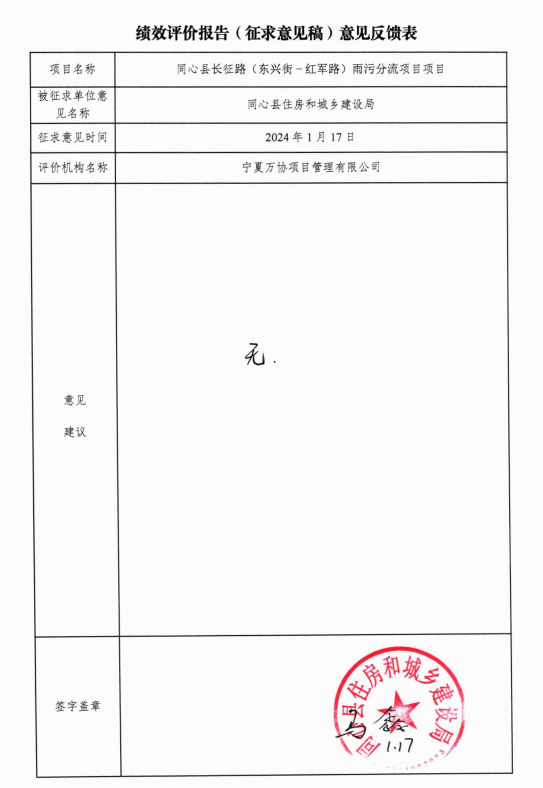 绩效评价报告（征求意见稿）意见反馈表
项目名称
同心县长征路（东兴街－红军路）雨污分流项目项目
被征求单位意
见名称
同心县住房和城乡建设局
征求意见时间
2024年1月17日
评价机构名称
宁夏万协项目管理有限公司
意见
建议
无.
签字盖章
同心县住房和城乡建设局
1.17